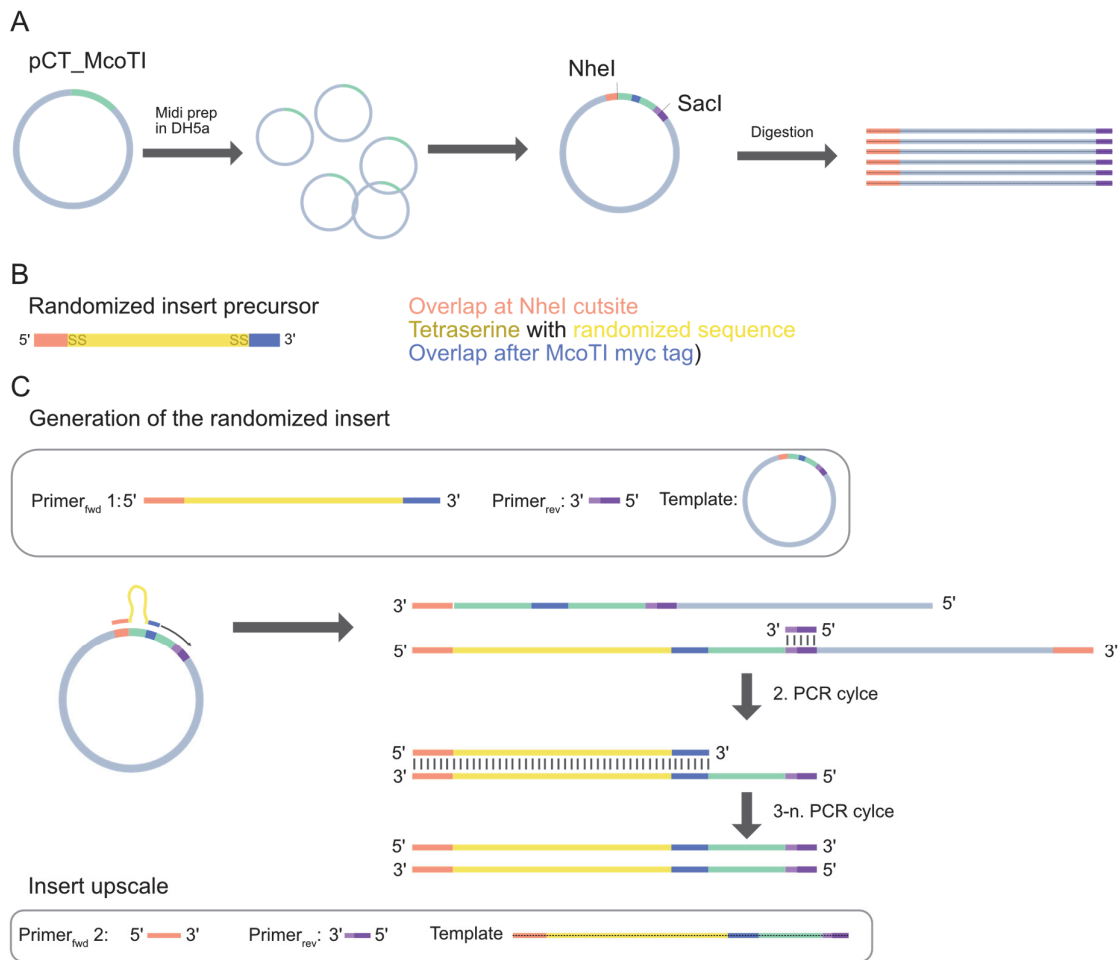 A
pCT_McoTI
Midi prep
in DH5a
NheI
SacI
Digestion
B
Randomized insert precursor
5' SS SS 3'
Overlap at NheI cutsite
Tetraserine with randomized sequence
Overlap after McoTI myc tag)
C
Generation of the randomized insert
Primerfwd 1:5' 3' Primerrev: 3' 5' Template:
3' 5'
3' 5'
5' 3'
2. PCR cylce
5' 3'
3' 5'
3-n. PCR cylce
5' 3'
3' 5'
Insert upscale
Primerfwd 2: 5' 3' Primerrev: 3' 5' Template